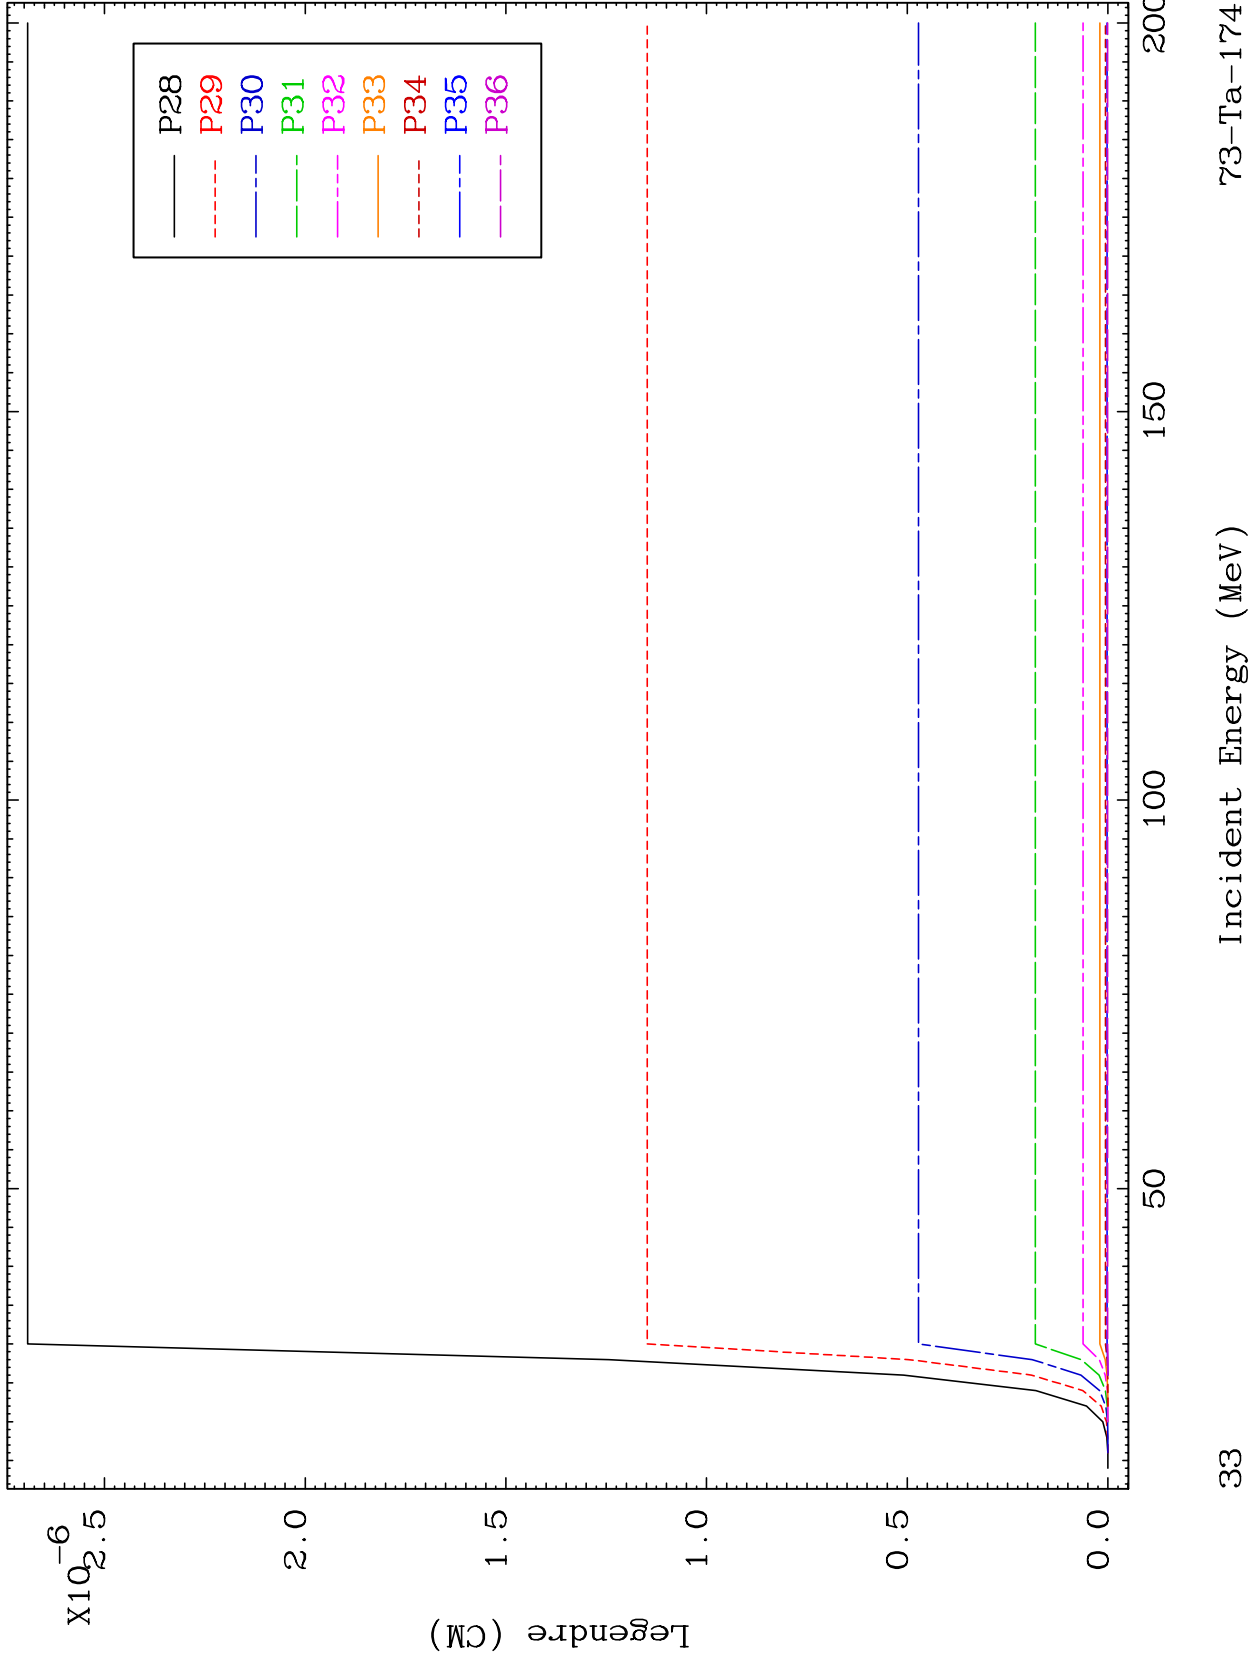 X10-6
2.5
2.0
1.5
1.0
0.5
0.0
Legendre (CM)
P28
P29
P30
P31
P32
P33
P34
P35
P36
50
100
150
200
Incident Energy (MeV)
33
73-Ta-174